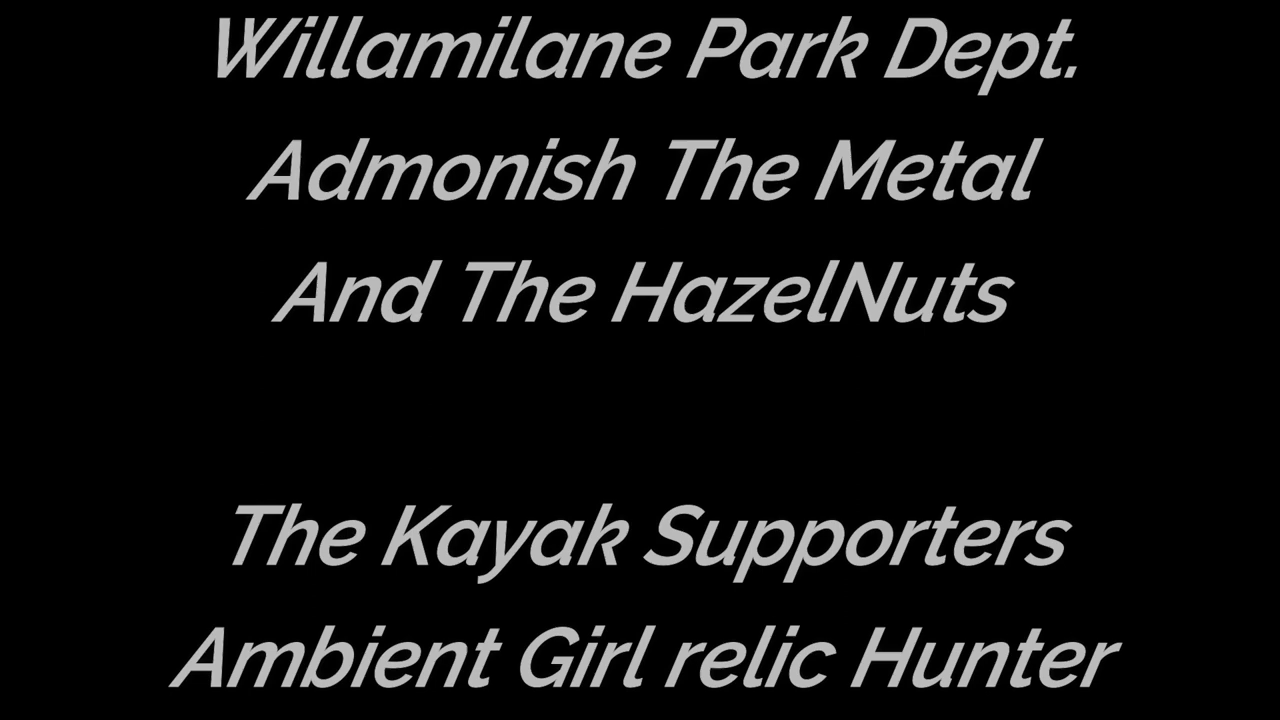 Willamilane Park Dept.
Admonish The Metal
And The HazelNuts
The Kayak Supporters
Ambient Girl relic Hunter